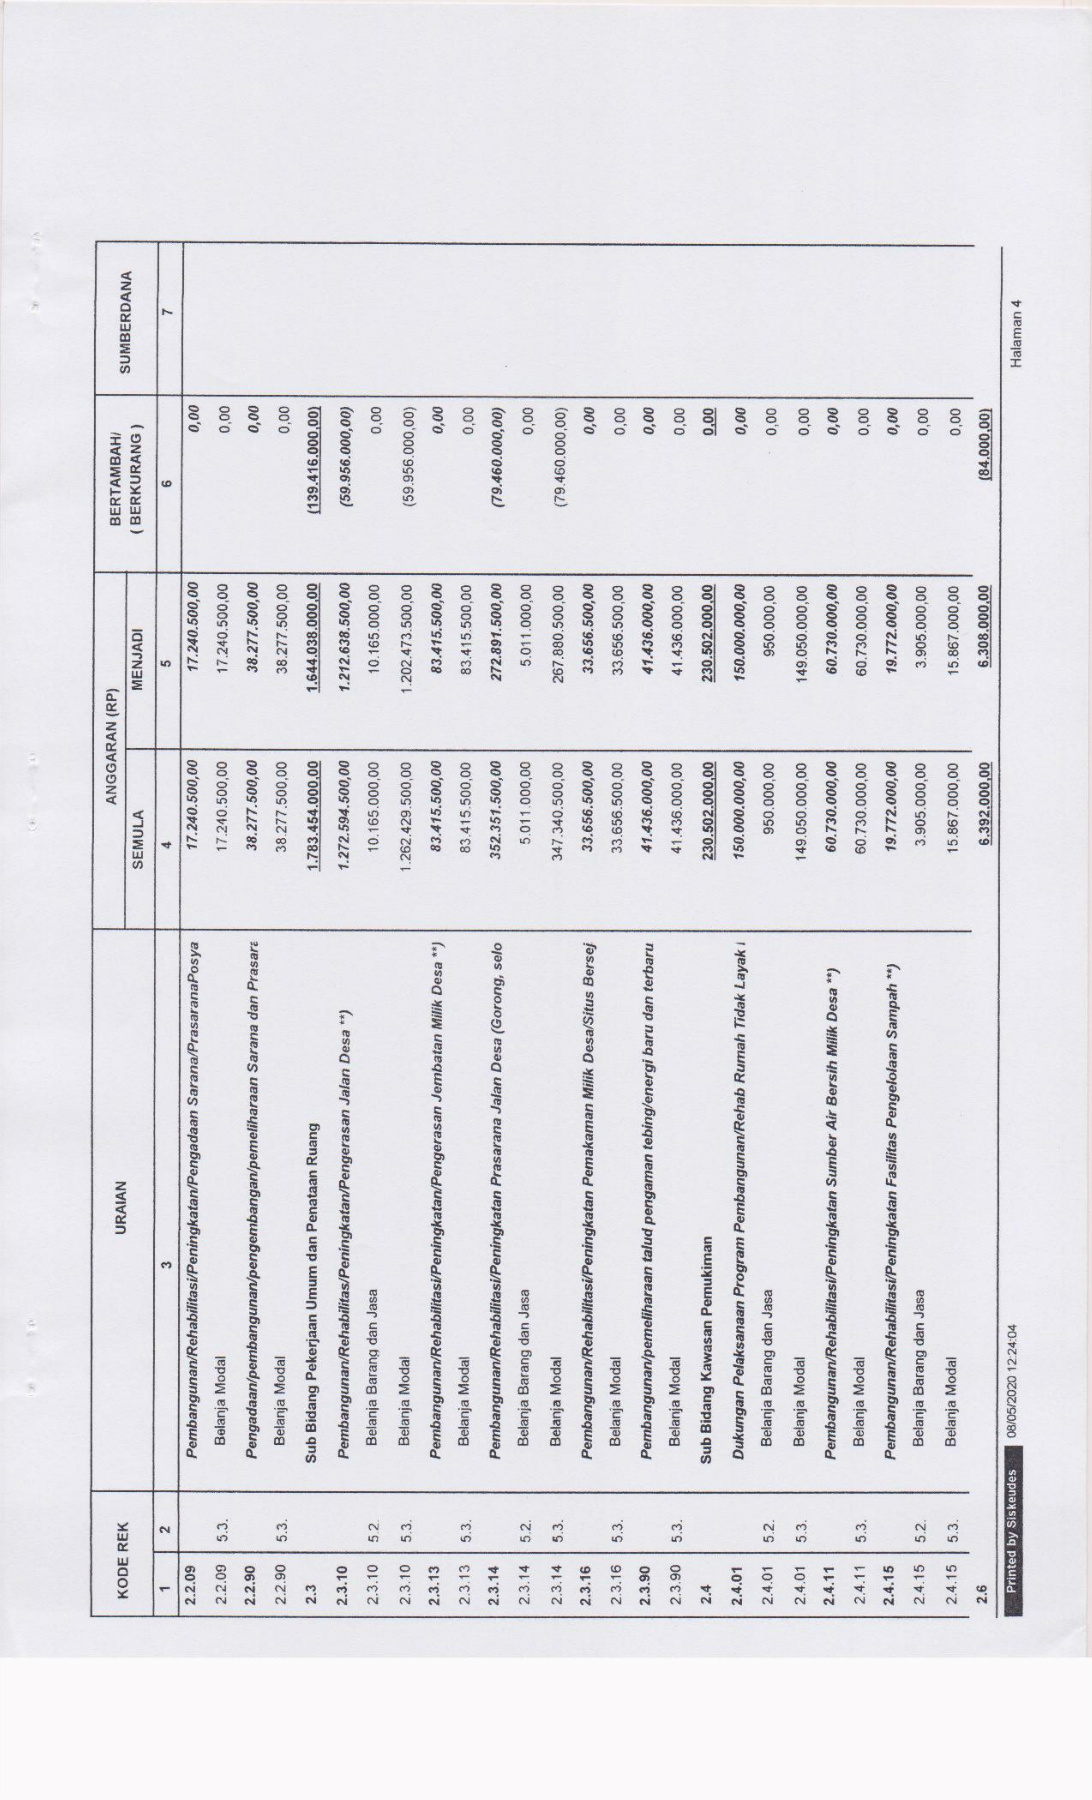 KODE REK URAIAN ANGGARAN (RP) BERTAMBAH/ ( BERKURANG ) SUMBERDANA
SEMULA MENJADI
1 2 3 4 5 6 7
2.2.09 Pembangunan/Rehabilitasi/Peningkatan/Pengadaan Sarana/PrasaranaPosya 17.240.500,00 17.240.500,00 0,00
2.2.09 5.3. Belanja Modal 17.240.500,00 17.240.500,00 0,00
2.2.90 Pengadaan/pembangunan/pengembangan/pemeliharaan Sarana dan Prasara 38.277.500,00 38.277.500,00 0,00
2.2.90 5.3. Belanja Modal 38.277.500,00 38.277.500,00 0,00
2.3 Sub Bidang Pekerjaan Umum dan Penataan Ruang 1.783.454.000,00 1.644.038.000,00 (139.416.000,00)
2.3.10 Pembangunan/Rehabilitas/Peningkatan/Pengerasan Jalan Desa **) 1.272.594.500,00 1.212.638.500,00 (59.956.000,00)
2.3.10 5.2. Belanja Barang dan Jasa 10.165.000,00 10.165.000,00 0,00
2.3.10 5.3. Belanja Modal 1.262.429.500,00 1.202.473.500,00 (59.956.000,00)
2.3.13 Pembangunan/Rehabilitasi/Peningkatan/Pengerasan Jembatan Milik Desa **) 83.415.500,00 83.415.500,00 0,00
2.3.13 5.3. Belanja Modal 83.415.500,00 83.415.500,00 0,00
2.3.14 Pembangunan/Rehabilitasi/Peningkatan Prasarana Jalan Desa (Gorong, selo 352.351.500,00 272.891.500,00 (79.460.000,00)
2.3.14 5.2. Belanja Barang dan Jasa 5.011.000,00 5.011.000,00 0,00
2.3.14 5.3. Belanja Modal 347.340.500,00 267.880.500,00 (79.460.000,00)
2.3.16 Pembangunan/Rehabilitasi/Peningkatan Pemakaman Milik Desa/Situs Bersej 33.656.500,00 33.656.500,00 0,00
2.3.16 5.3. Belanja Modal 33.656.500,00 33.656.500,00 0,00
2.3.90 Pembangunan/pemeliharaan talud pengaman tebing/energi baru dan terbaru 41.436.000,00 41.436.000,00 0,00
2.3.90 5.3. Belanja Modal 41.436.000,00 41.436.000,00 0,00
2.4 Sub Bidang Kawasan Pemukiman 230.502.000,00 230.502.000,00 0,00
2.4.01 Dukungan Pelaksanaan Program Pembangunan/Rehab Rumah Tidak Layak 150.000.000,00 150.000.000,00 0,00
2.4.01 5.2. Belanja Barang dan Jasa 950.000,00 950.000,00 0,00
2.4.01 5.3. Belanja Modal 149.050.000,00 149.050.000,00 0,00
2.4.11 Pembangunan/Rehabilitasi/Peningkatan Sumber Air Bersih Milik Desa **) 60.730.000,00 60.730.000,00 0,00
2.4.11 5.3. Belanja Modal 60.730.000,00 60.730.000,00 0,00
2.4.15 Pembangunan/Rehabilitasi/Peningkatan Fasilitas Pengelolaan Sampah **) 19.772.000,00 19.772.000,00 0,00
2.4.15 5.2. Belanja Barang dan Jasa 3.905.000,00 3.905.000,00 0,00
2.4.15 5.3. Belanja Modal 15.867.000,00 15.867.000,00 0,00
2.6 6.392.000,00 6.308.000,00 (84.000,00)
Printed by Siskeudes 08/05/2020 12:24:04 Halaman 4